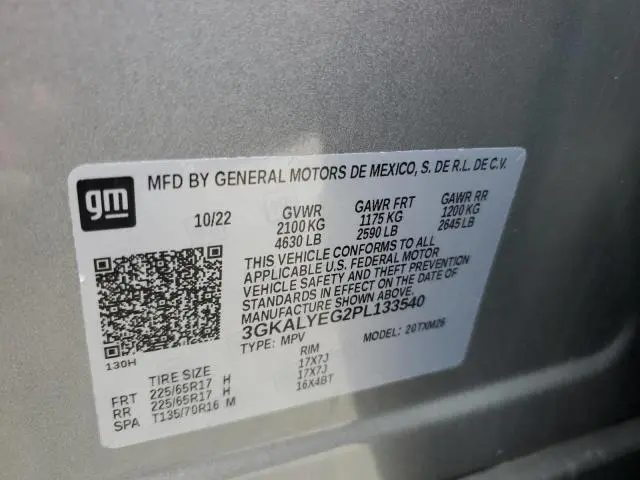 gm
MFD BY GENERAL MOTORS DE MEXICO, S. DE R.L. DE C.V.
10/22 GVWR GAWR FRT GAWR RR
2100 KG 1175 KG 1200 KG
4630 LB 2590 LB 2645 LB
THIS VEHICLE CONFORMS TO ALL
APPLICABLE U.S. FEDERAL MOTOR
VEHICLE SAFETY AND THEFT PREVENTION
STANDARDS IN EFFECT ON THE DATE OF
MANUFACTURE SHOWN ABOVE.
3GKALYEG2PL133540
TYPE: MPV MODEL: 20TXM26
130H
TIRE SIZE RIM
FRT 225/65R17 H 17X7J
RR 225/65R17 H 17X7J
SPA T135/70R16 M 16X4BT